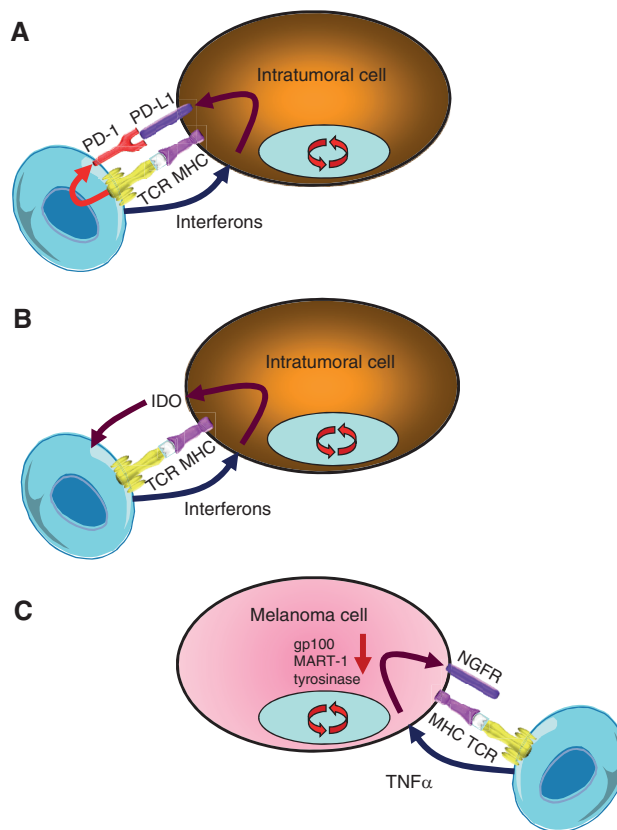 A
Intratumoral cell
PD-1
PD-L1
TCR MHC
Interferons
B
Intratumoral cell
IDO
TCR MHC
Interferons
C
Melanoma cell
gp100
MART-1
tyrosinase
NGFR
MHC TCR
TNFα